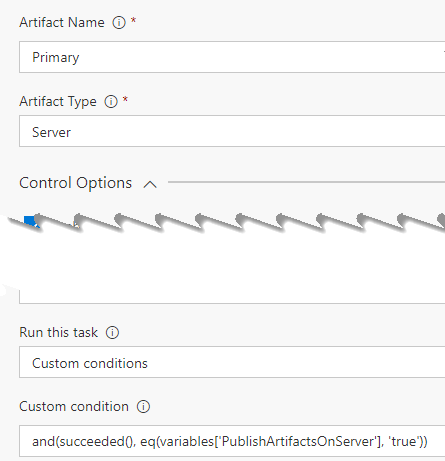 Artifact Name *
Primary
Artifact Type *
Server
Control Options
Run this task
Custom conditions
Custom condition
and(succeeded(), eq(variables['PublishArtifactsOnServer'], 'true'))